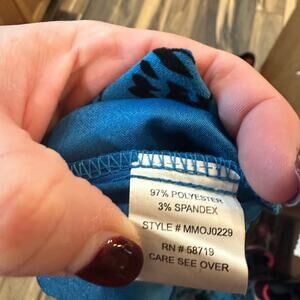 97% POLYESTER
3% SPANDEX
STYLE # MMOJ0229
RN # 58719
CARE SEE OVER